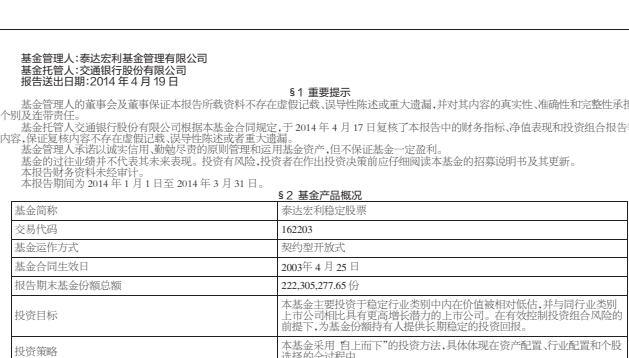 基金管理人:泰达宏利基金管理有限公司
基金托管人:交通银行股份有限公司
报告送出日期:2014 年 4 月 19 日
§1 重要提示
基金管理人的董事会及董事保证本报告所载资料不存在虚假记载、误导性陈述或重大遗漏,并对其内容的真实性、准确性和完整性承担
个别及连带责任。
基金托管人交通银行股份有限公司根据本基金合同规定,于 2014 年 4 月 17 日复核了本报告中的财务指标、净值表现和投资组合报告等
内容,保证复核内容不存在虚假记载、误导性陈述或者重大遗漏。
基金管理人承诺以诚实信用、勤勉尽责的原则管理和运用基金资产,但不保证基金一定盈利。
基金的过往业绩并不代表其未来表现。投资有风险,投资者在作出投资决策前应仔细阅读本基金的招募说明书及其更新。
本报告财务资料未经审计。
本报告期间为 2014 年 1 月 1 日至 2014 年 3 月 31 日。
§2 基金产品概况
基金简称 泰达宏利稳定股票
交易代码 162203
基金运作方式 契约型开放式
基金合同生效日 2003年 4 月 25 日
报告期末基金份额总额 222,305,277.65 份
投资目标 本基金主要投资于稳定行业类别中内在价值被相对低估,并与同行业类别
上市公司相比具有更高增长潜力的上市公司。在有效控制投资组合风险的
前提下,为基金份额持有人提供长期稳定的投资回报。
投资策略 本基金采用“自上而下”的投资方法,具体体现在资产配置、行业配置和个股
选择的全过程中